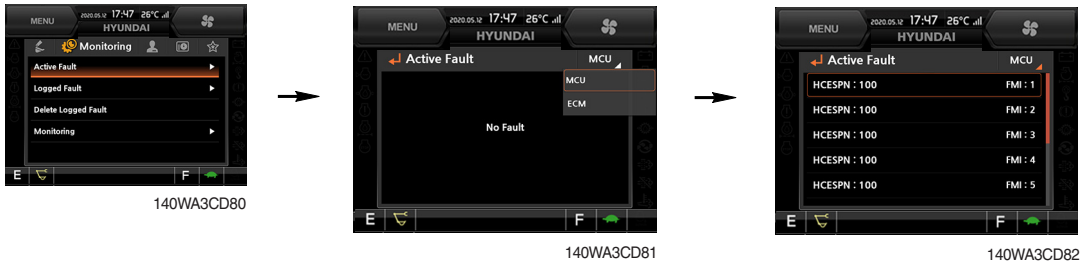 MENU 2020.05.12 17:47 26°C
HYUNDAI
Monitoring
Active Fault
Logged Fault
Delete Logged Fault
Monitoring
E F
140WA3CD80
MENU 2020.05.12 17:47 26°C
HYUNDAI
Active Fault MCU
MCU
ECM
No Fault
E F
140WA3CD81
MENU 2020.05.12 17:47 26°C
HYUNDAI
Active Fault MCU
HCESPN : 100 FMI : 1
HCESPN : 100 FMI : 2
HCESPN : 100 FMI : 3
HCESPN : 100 FMI : 4
HCESPN : 100 FMI : 5
E F
140WA3CD82